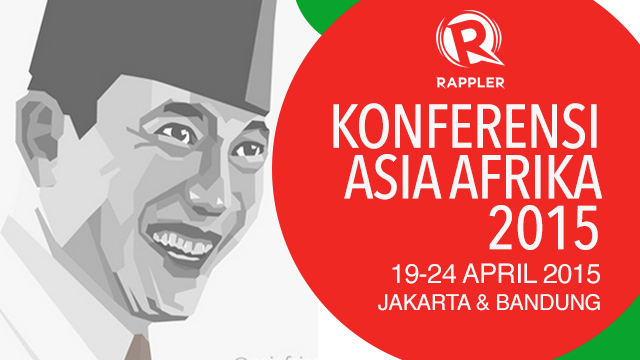 RAPPLER
KONFERENSI
ASIA AFRIKA
2015
19-24 APRIL 2015
JAKARTA & BANDUNG